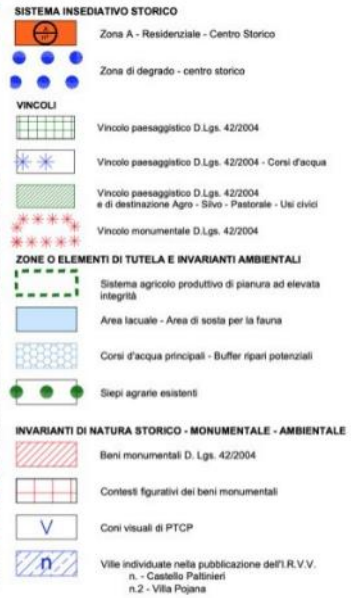 SISTEMA INSEDIATIVO STORICO
A
n°
Zona A - Residenziale - Centro Storico
Zona di degrado - centro storico
VINCOLI
Vincolo paesaggistico D.Lgs. 42/2004
Vincolo paesaggistico D.Lgs. 42/2004 - Corsi d'acqua
Vincolo paesaggistico D.Lgs. 42/2004
e di destinazione Agro - Silvo - Pastorale - Usi civici
Vincolo monumentale D.Lgs. 42/2004
ZONE O ELEMENTI DI TUTELA E INVARIANTI AMBIENTALI
Sistema agricolo produttivo di pianura ad elevata
integrità
Area lacuale - Area di sosta per la fauna
Corsi d'acqua principali - Buffer ripari potenziali
Siepi agrarie esistenti
INVARIANTI DI NATURA STORICO - MONUMENTALE - AMBIENTALE
Beni monumentali D. Lgs. 42/2004
Contesti figurativi dei beni monumentali
V
Coni visuali di PTCP
n
Ville individuate nella pubblicazione dell'I.R.V.V.
n. - Castello Paltinieri
n.2 - Villa Pojana